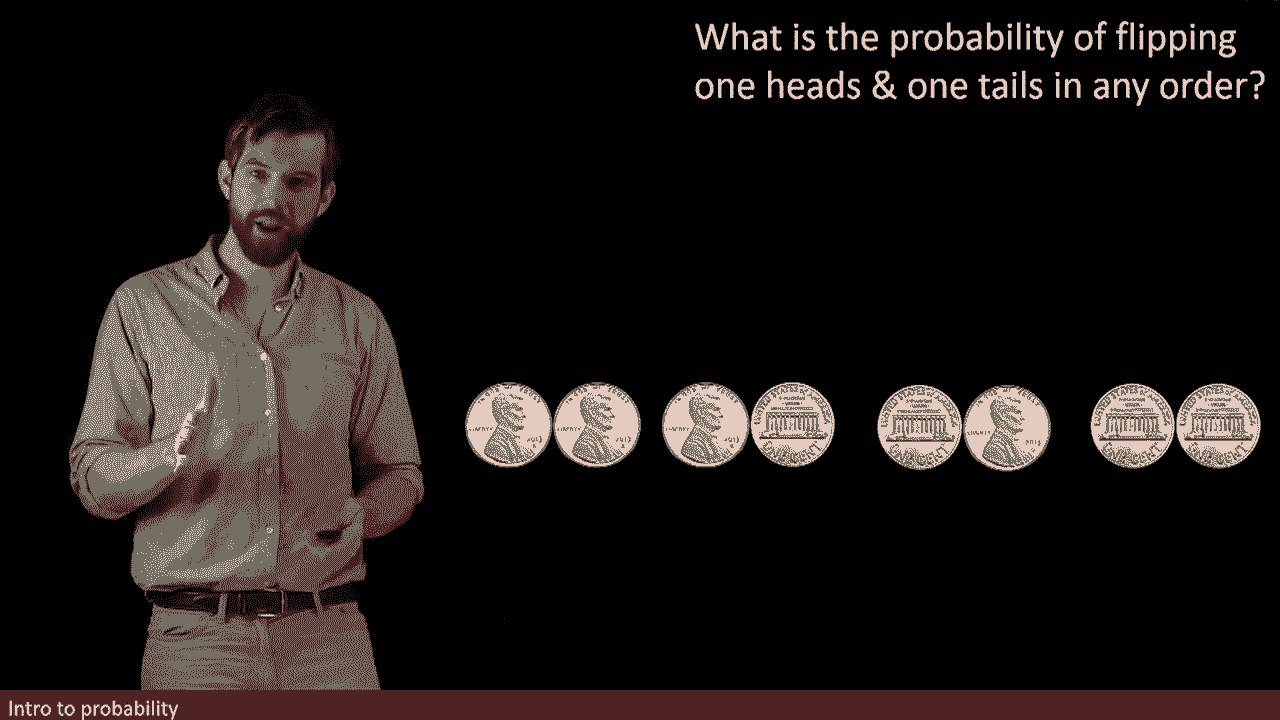 What is the probability of flipping
one heads & one tails in any order?
Intro to probability